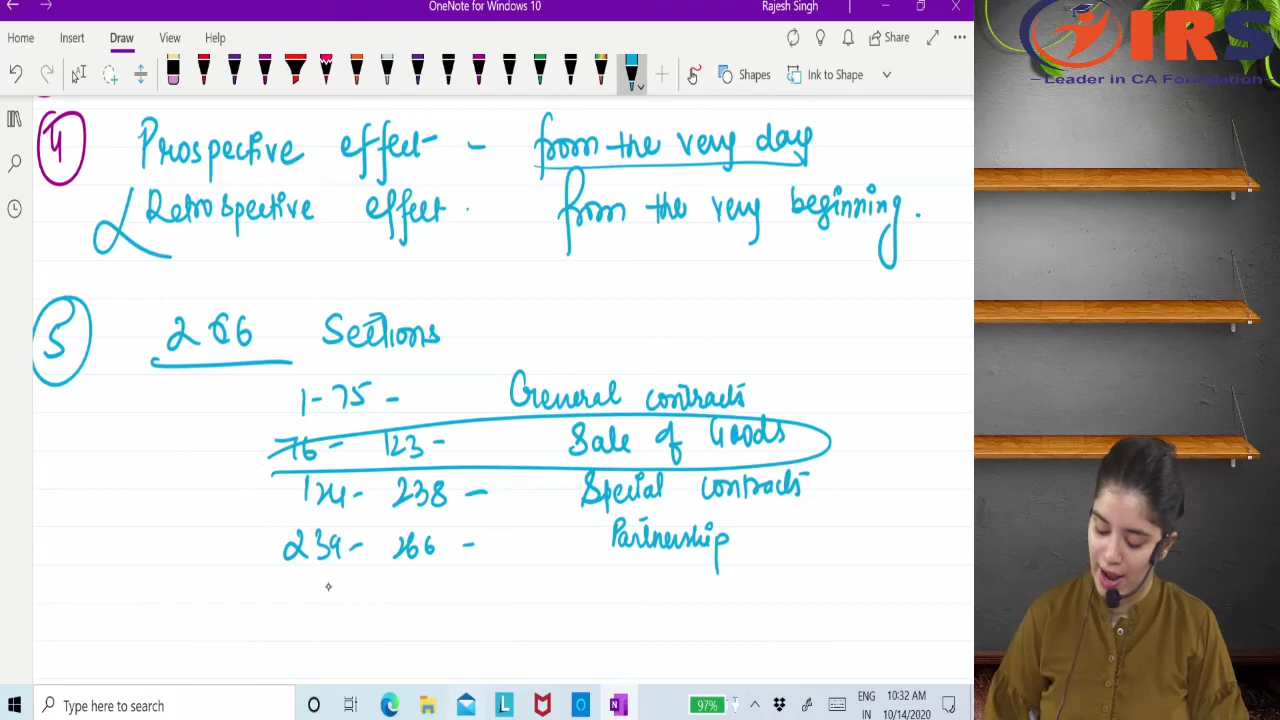 OneNote for Windows 10
Rajesh Singh
Home Insert Draw View Help
Share
Shapes
Ink to Shape
IRS
Leader in CA Foundation
4 Prospective effect - from the very day
Retrospective effect from the very beginning.
5 266 Sections
1-75 - General contracts
76 - 123 - Sale of Goods
124 - 238 - Special contracts
239 - 266 - Partnership
Type here to search
97%
ENG
IN
10:32 AM
10/14/2020